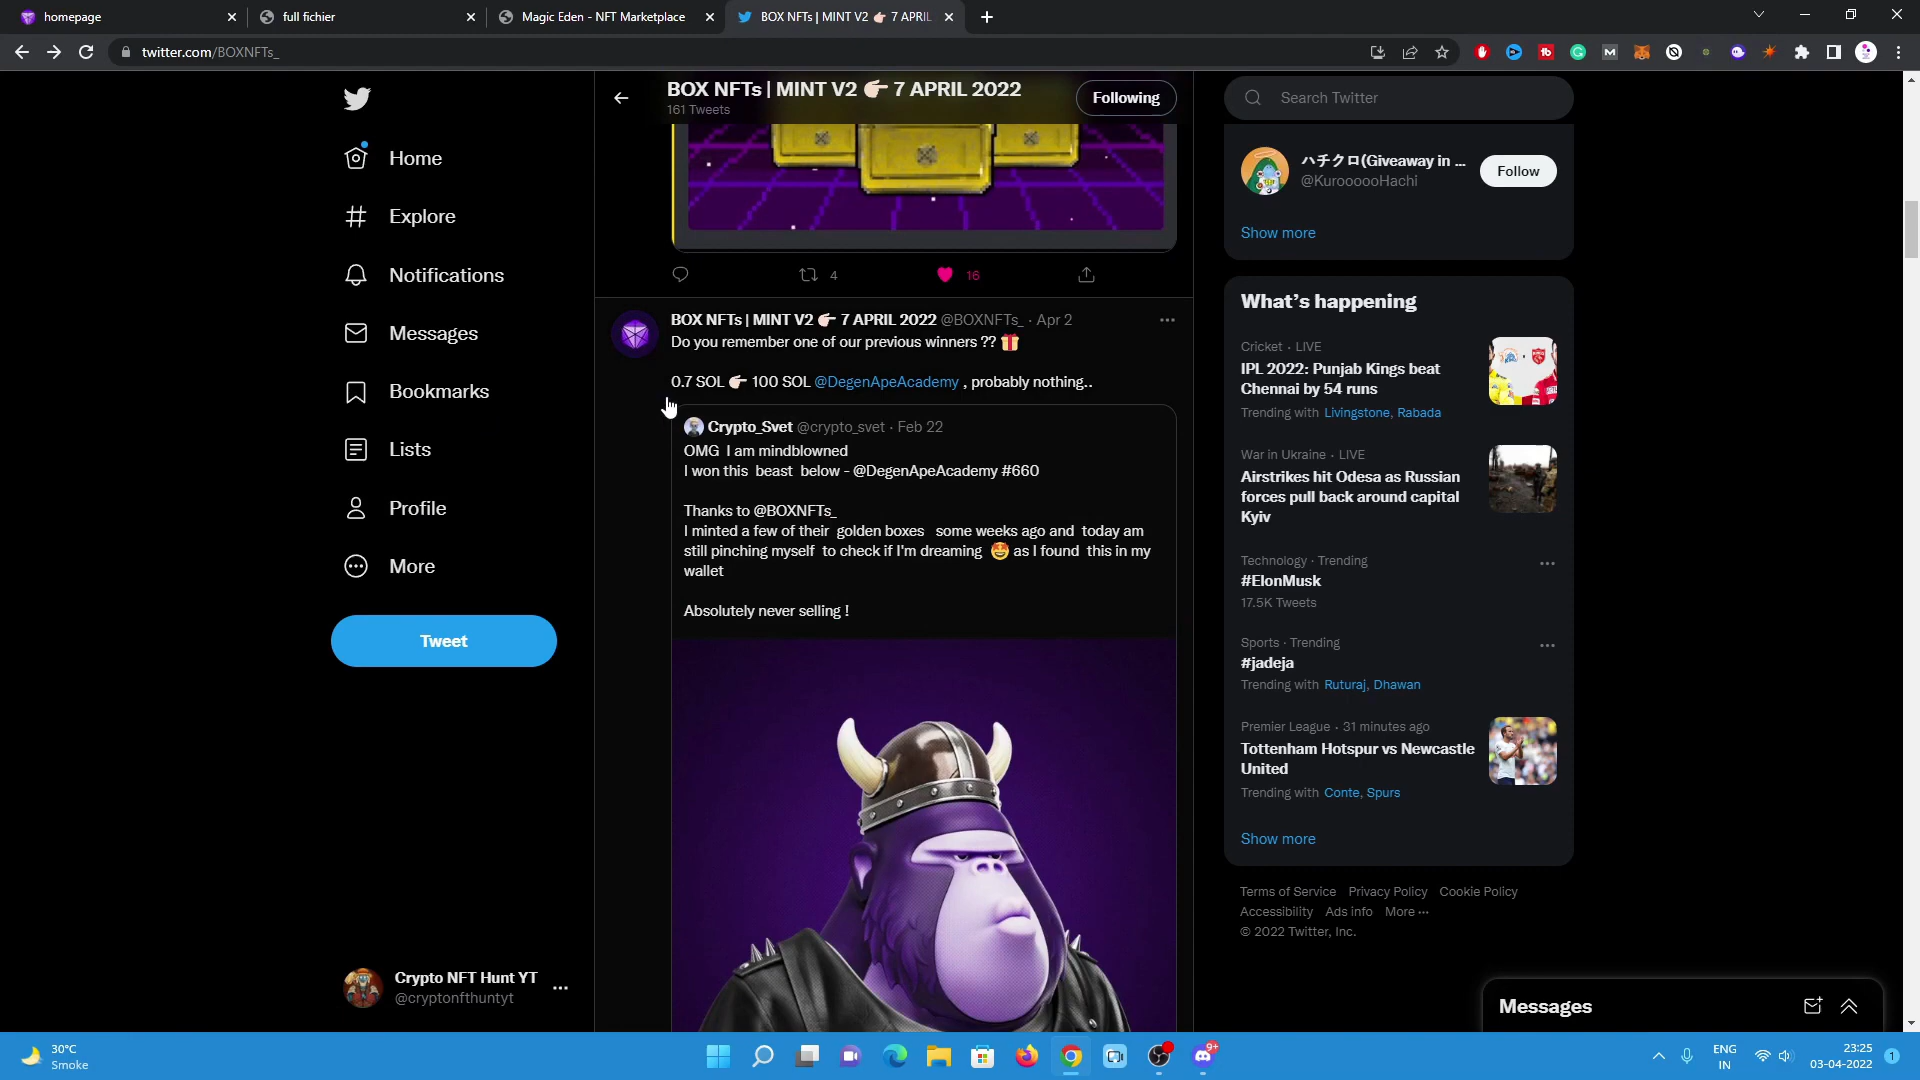 homepage
full fichier
Magic Eden - NFT Marketplace
BOX NFTs | MINT V2 👉🏻 7 APRIL
twitter.com/BOXNFTs_
Home
Explore
Notifications
Messages
Bookmarks
Lists
Profile
More
Tweet
Crypto NFT Hunt YT
@cryptonfthuntyt
BOX NFTs | MINT V2 👉🏻 7 APRIL 2022
161 Tweets
Following
4
16
BOX NFTs | MINT V2 👉🏻 7 APRIL 2022 @BOXNFTs_ · Apr 2
Do you remember one of our previous winners ?? 🎁
0.7 SOL 👉🏻 100 SOL @DegenApeAcademy , probably nothing..
Crypto_Svet @crypto_svet · Feb 22
OMG I am mindblowned
I won this beast below - @DegenApeAcademy #660
Thanks to @BOXNFTs_
I minted a few of their golden boxes some weeks ago and today am
still pinching myself to check if I'm dreaming 🤩 as I found this in my
wallet
Absolutely never selling !
Search Twitter
ハチクロ(Giveaway in ...
@KuroooooHachi
Follow
Show more
What's happening
Cricket · LIVE
IPL 2022: Punjab Kings beat
Chennai by 54 runs
Trending with Livingstone, Rabada
War in Ukraine · LIVE
Airstrikes hit Odesa as Russian
forces pull back around capital
Kyiv
Technology · Trending
#ElonMusk
17.5K Tweets
Sports · Trending
#jadeja
Trending with Ruturaj, Dhawan
Premier League · 31 minutes ago
Tottenham Hotspur vs Newcastle
United
Trending with Conte, Spurs
Show more
Terms of Service Privacy Policy Cookie Policy
Accessibility Ads info More ···
© 2022 Twitter, Inc.
Messages
30°C
Smoke
9+
ENG
IN
23:25
03-04-2022
1